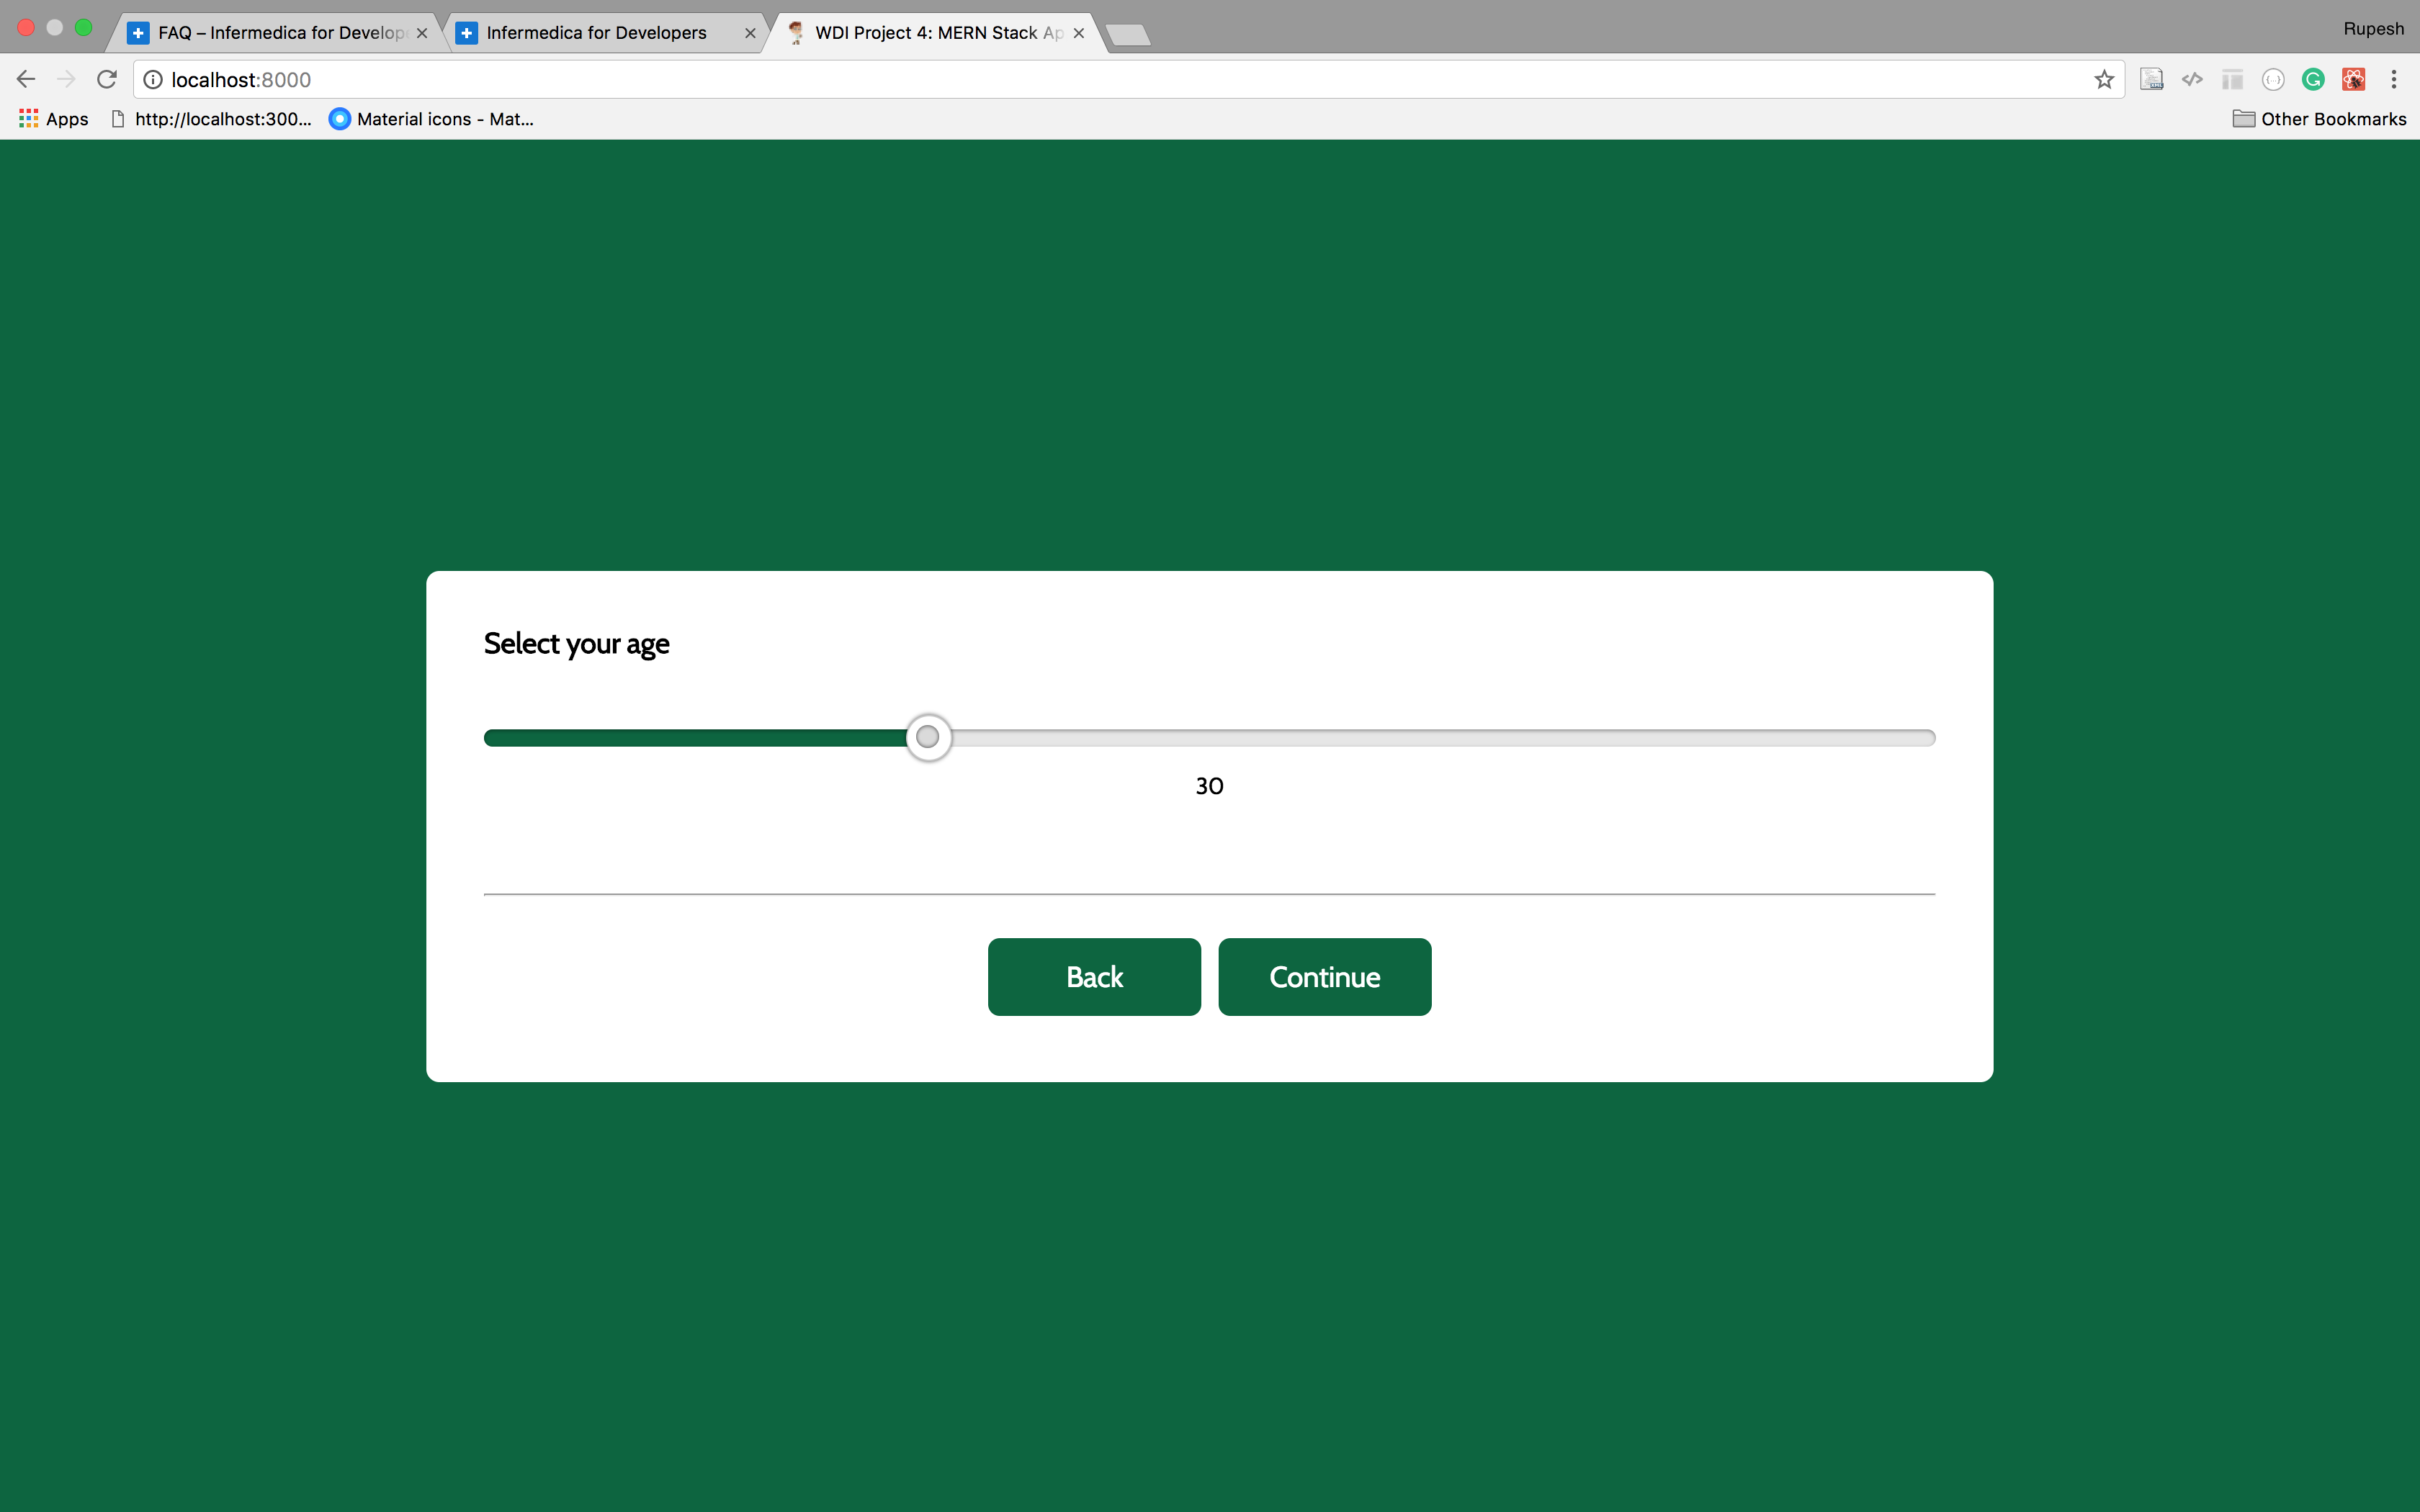 FAQ – Infermedica for Develope
Infermedica for Developers
WDI Project 4: MERN Stack Ap
Rupesh
localhost:8000
Apps
http://localhost:300...
Material icons - Mat...
Other Bookmarks
Select your age
30
Back
Continue